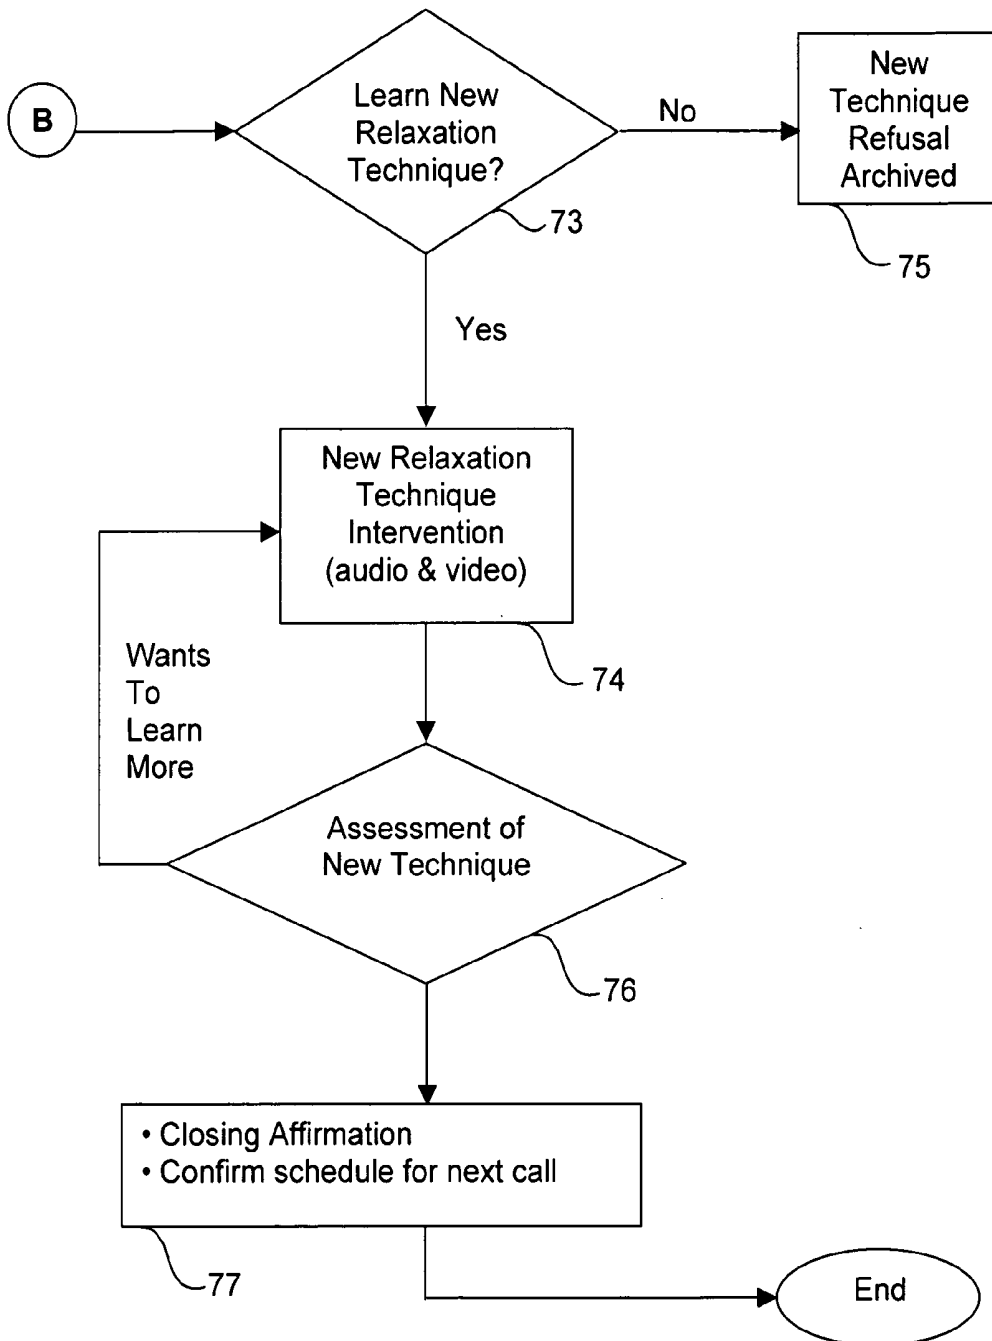 B
Learn New
Relaxation
Technique?
73
No
New
Technique
Refusal
Archived
75
Yes
New Relaxation
Technique
Intervention
(audio & video)
74
Wants
To
Learn
More
Assessment of
New Technique
76
• Closing Affirmation
• Confirm schedule for next call
77
End